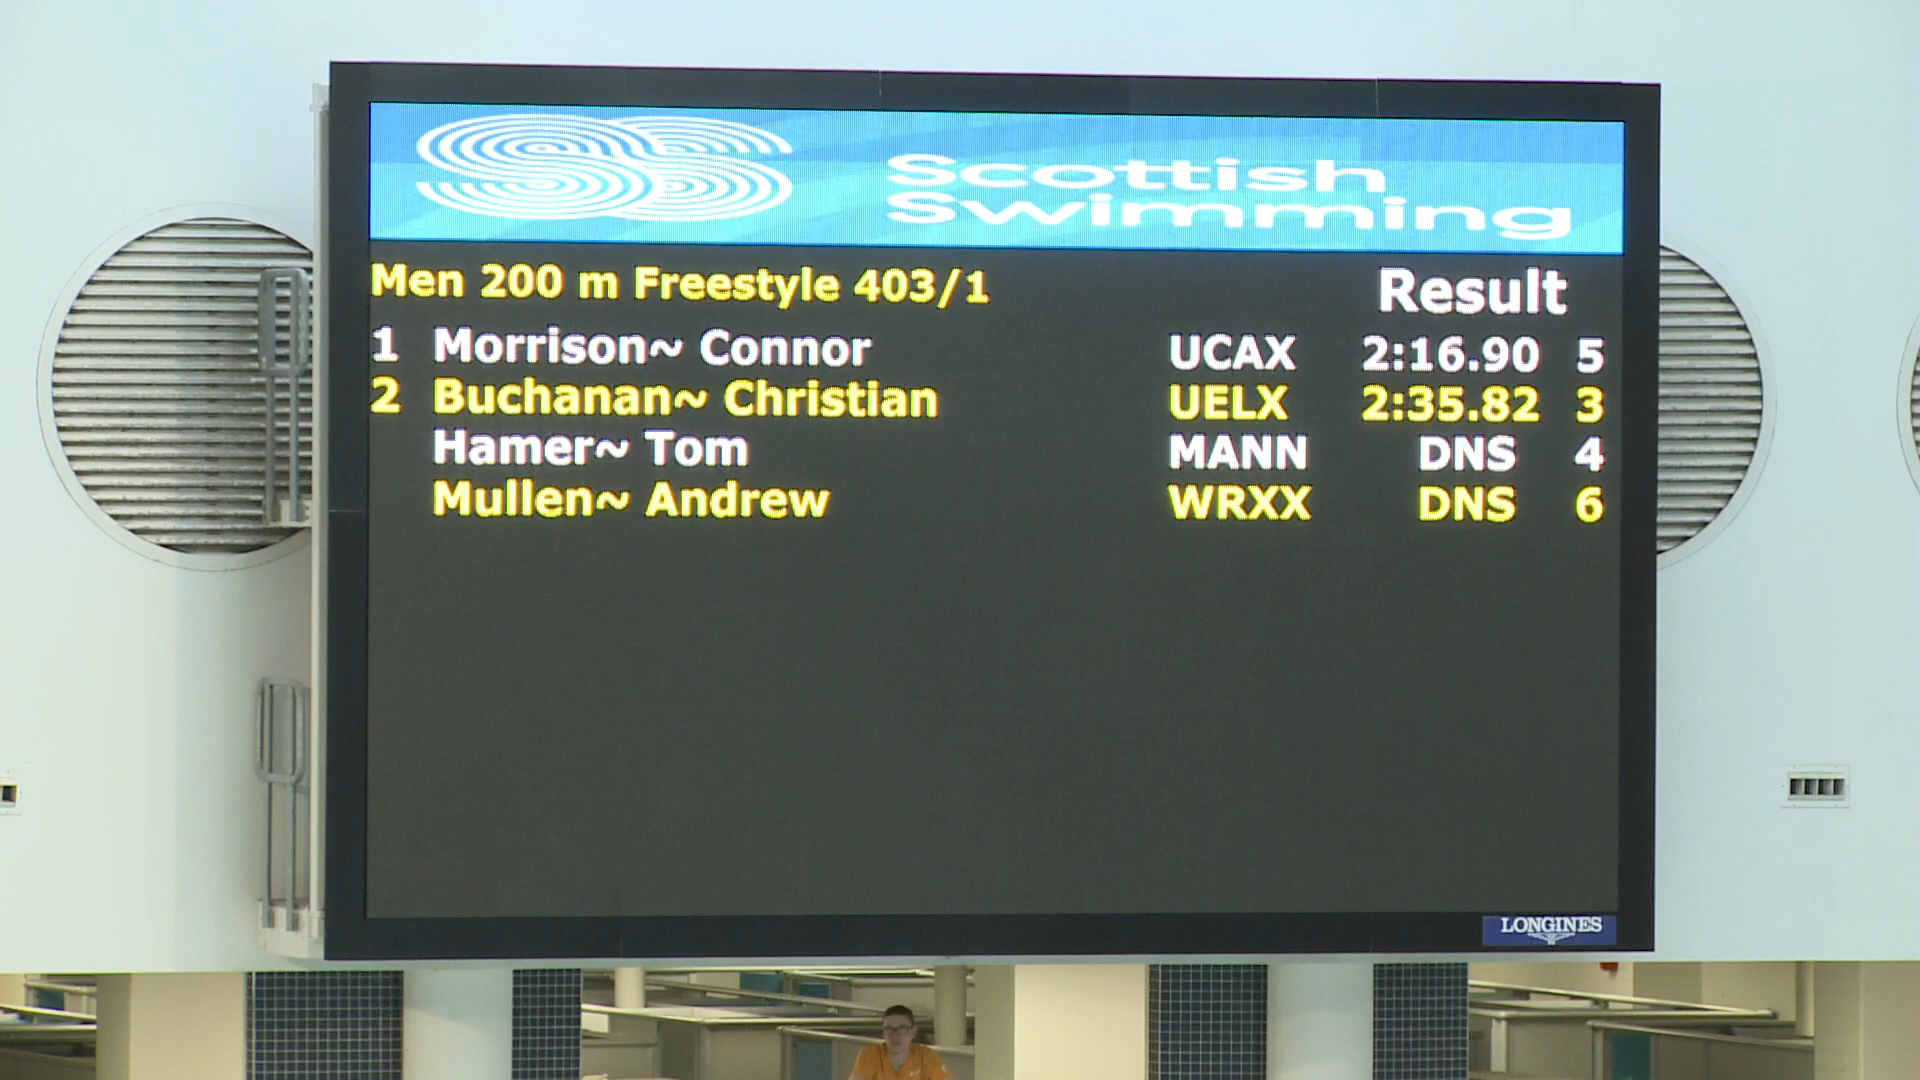 Scottish
Swimming
Men 200 m Freestyle 403/1 Result
1 Morrison~ Connor UCAX 2:16.90 5
2 Buchanan~ Christian UELX 2:35.82 3
Hamer~ Tom MANN DNS 4
Mullen~ Andrew WRXX DNS 6
LONGINES